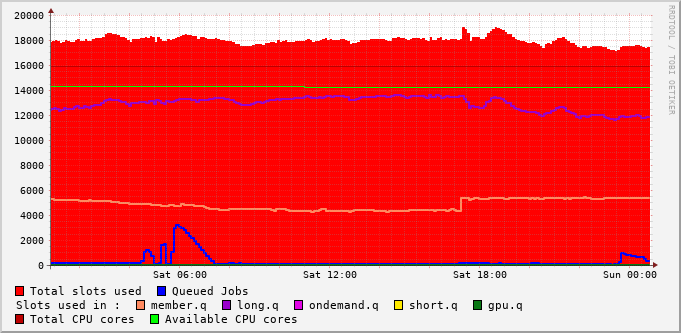 20000
18000
16000
14000
12000
10000
8000
6000
4000
2000
0
Sat 06:00 Sat 12:00 Sat 18:00 Sun 00:00
RRDTOOL / TOBI OETIKER
Total slots used Queued Jobs
Slots used in : member.q long.q ondemand.q short.q gpu.q
Total CPU cores Available CPU cores